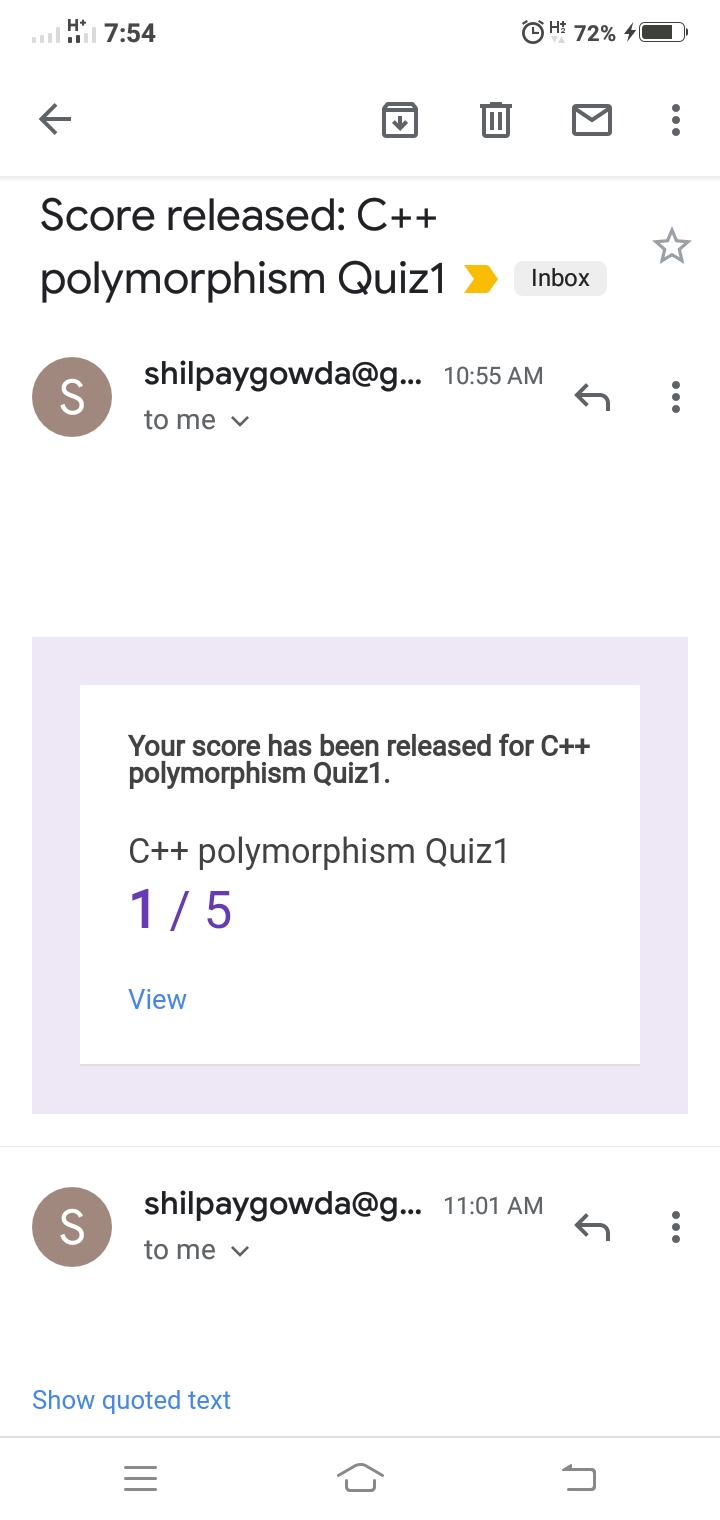 7:54
72%
Score released: C++
polymorphism Quiz1 Inbox
S
shilpaygowda@g... 10:55 AM
to me
Your score has been released for C++
polymorphism Quiz1.
C++ polymorphism Quiz1
1 / 5
View
S
shilpaygowda@g... 11:01 AM
to me
Show quoted text